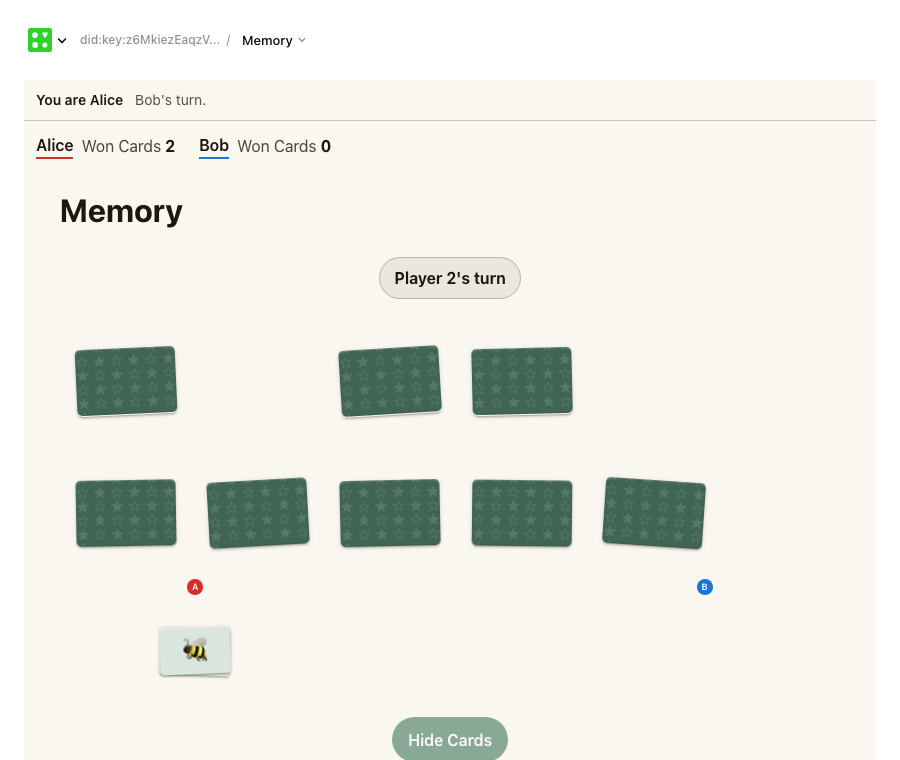 did:key:z6MkiezEaqzV... / Memory
You are Alice Bob's turn.
Alice Won Cards 2 Bob Won Cards 0
Memory
Player 2's turn
A B
Hide Cards